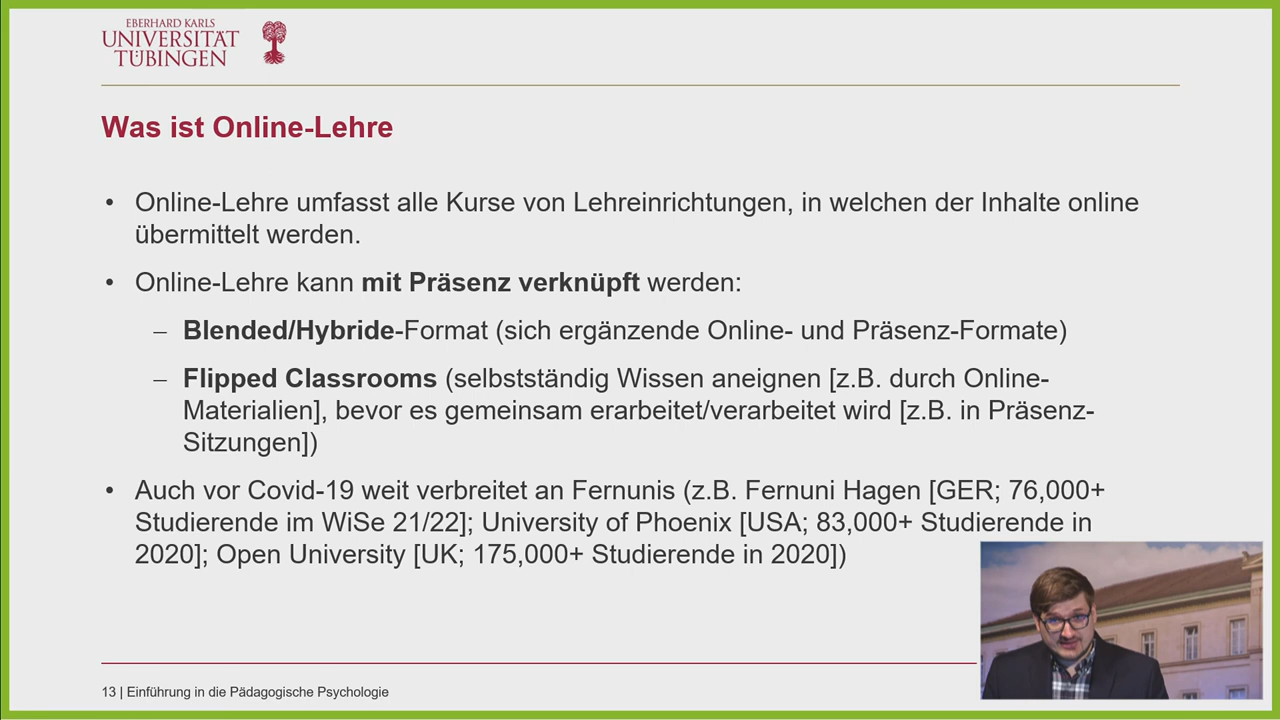 EBERHARD KARLS
UNIVERSITÄT
TÜBINGEN
Was ist Online-Lehre
• Online-Lehre umfasst alle Kurse von Lehreinrichtungen, in welchen der Inhalte online
übermittelt werden.
• Online-Lehre kann mit Präsenz verknüpft werden:
– Blended/Hybride-Format (sich ergänzende Online- und Präsenz-Formate)
– Flipped Classrooms (selbstständig Wissen aneignen [z.B. durch Online-
Materialien], bevor es gemeinsam erarbeitet/verarbeitet wird [z.B. in Präsenz-
Sitzungen])
• Auch vor Covid-19 weit verbreitet an Fernunis (z.B. Fernuni Hagen [GER; 76,000+
Studierende im WiSe 21/22]; University of Phoenix [USA; 83,000+ Studierende in
2020]; Open University [UK; 175,000+ Studierende in 2020])
13 | Einführung in die Pädagogische Psychologie